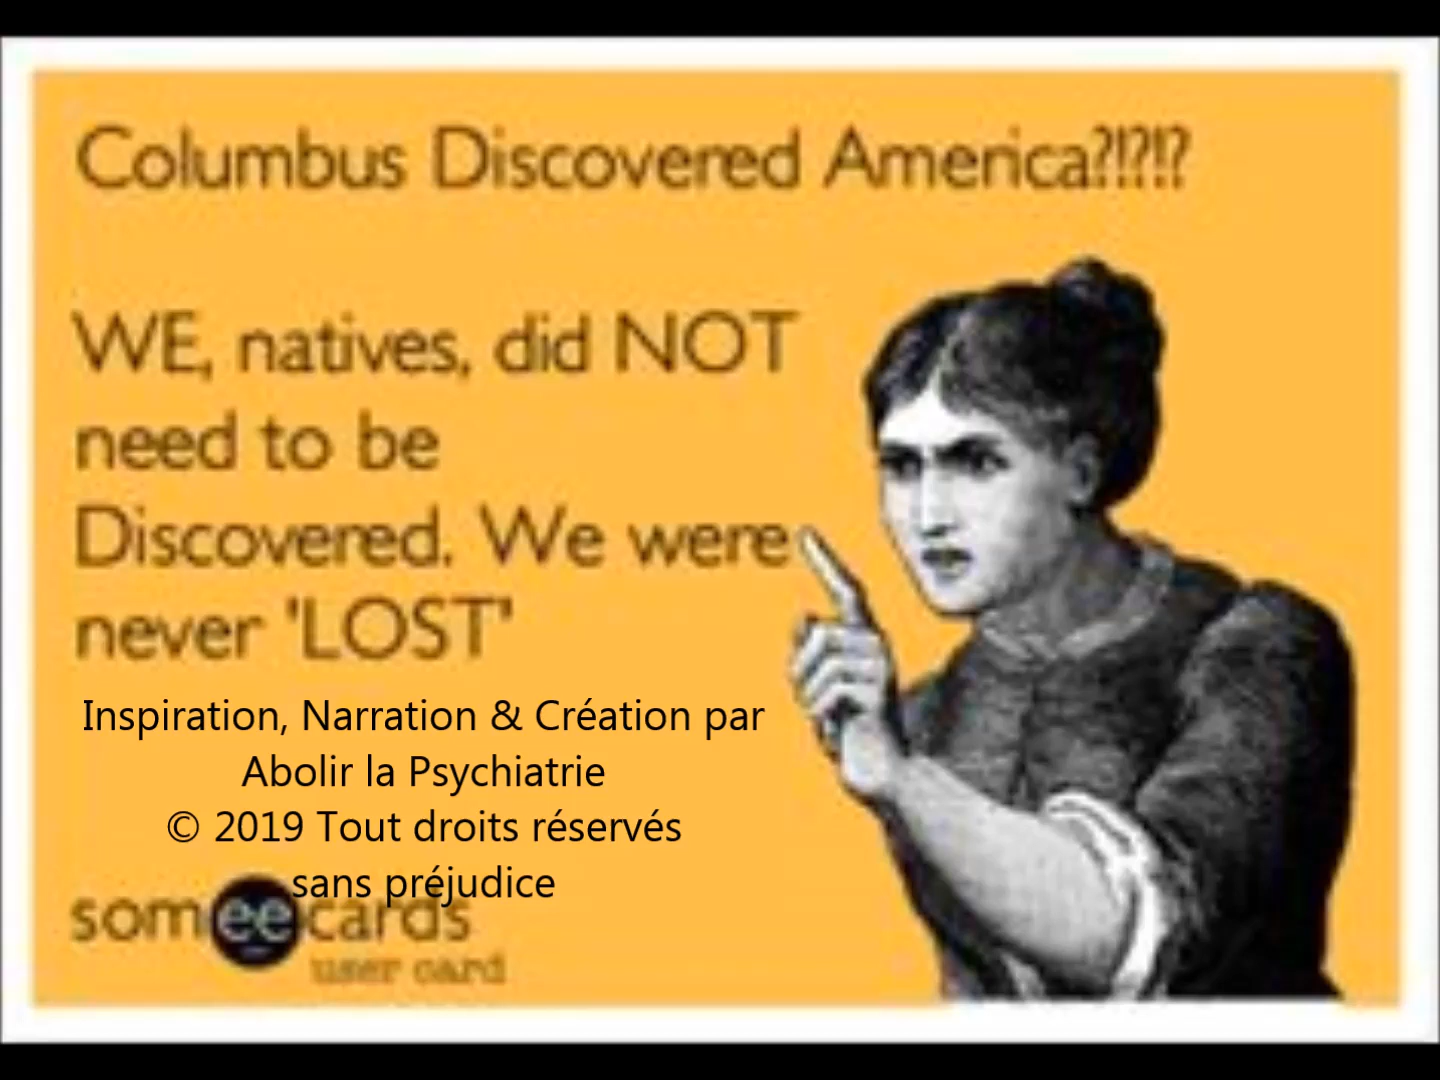 Columbus Discovered America?!?!?
WE, natives, did NOT
need to be
Discovered. We were
never 'LOST'
Inspiration, Narration & Création par
Abolir la Psychiatrie
© 2019 Tout droits réservés
sans préjudice
someecards
user card